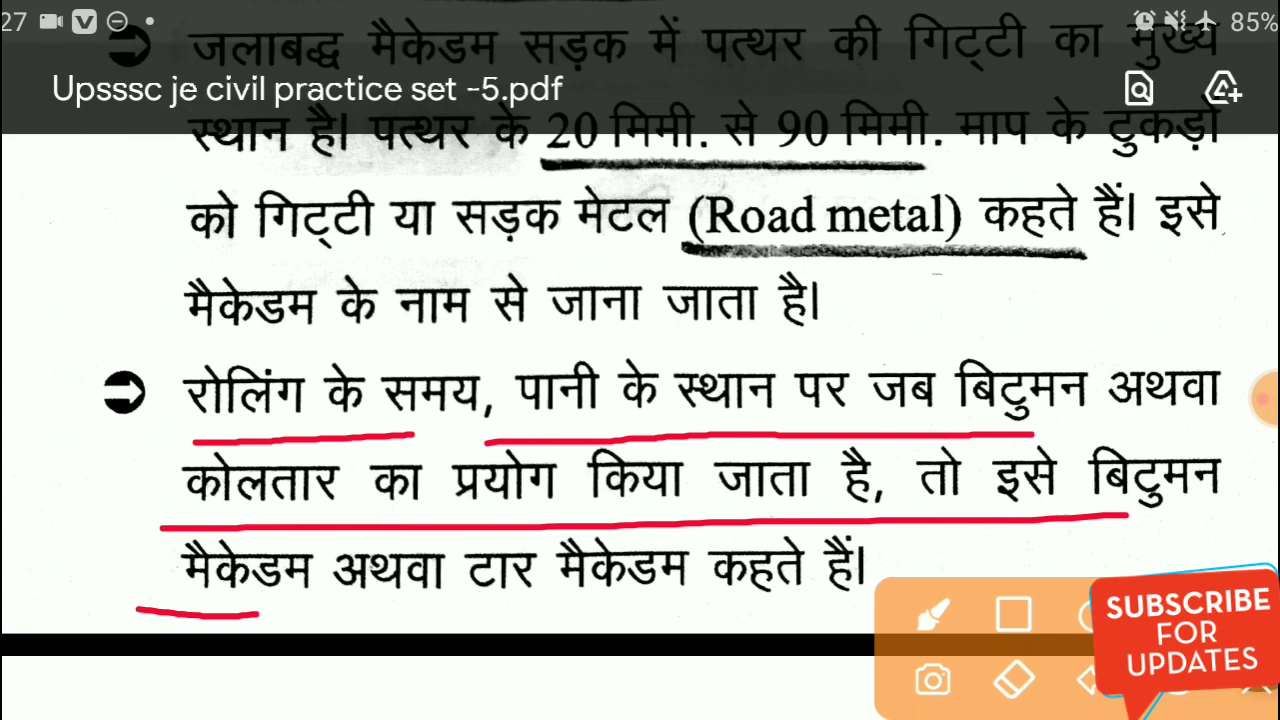 27
85%
जलाबद्ध मैकेडम सड़क में पत्थर की गिट्टी का मुख्य
Upsssc je civil practice set -5.pdf
स्थान है। पत्थर के 20 मिमी. से 90 मिमी. माप के टुकड़ों
को गिट्टी या सड़क मेटल (Road metal) कहते हैं। इसे
मैकेडम के नाम से जाना जाता है।
रोलिंग के समय, पानी के स्थान पर जब बिटुमन अथवा
कोलतार का प्रयोग किया जाता है, तो इसे बिटुमन
मैकेडम अथवा टार मैकेडम कहते हैं।
SUBSCRIBE
FOR
UPDATES